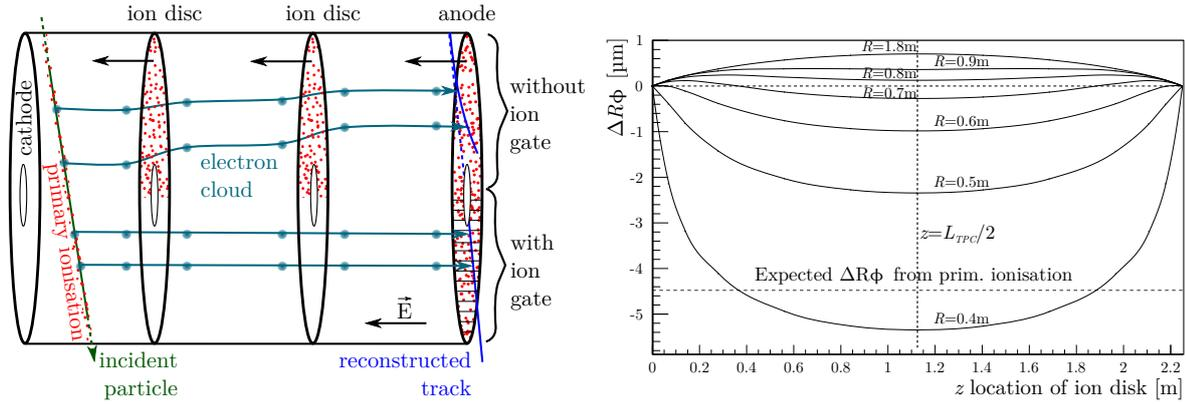 ion disc
ion disc
anode
cathode
without
ion
gate
electron
cloud
primary ionisation
with
ion
gate
E⃗
incident
particle
reconstructed
track
ΔRΦ [μm]
1
0
-1
-2
-3
-4
-5
R=1.8m
R=0.9m
R=0.8m
R=0.7m
R=0.6m
R=0.5m
z=L_TPC/2
Expected ΔRΦ from prim. ionisation
R=0.4m
0 0.2 0.4 0.6 0.8 1 1.2 1.4 1.6 1.8 2 2.2
z location of ion disk [m]